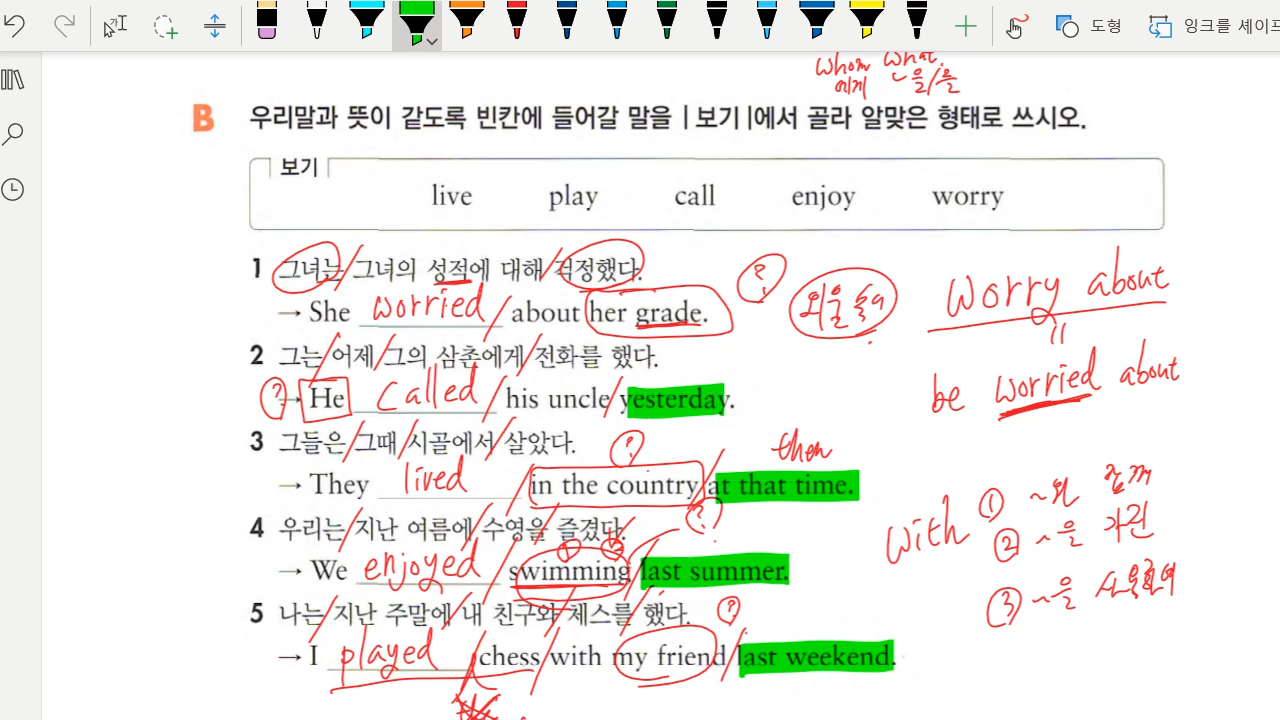 도형
잉크를 셰이프
whom what.
에게 ~을/를
B 우리말과 뜻이 같도록 빈칸에 들어갈 말을 | 보기 |에서 골라 알맞은 형태로 쓰시오.
보기
live play call enjoy worry
1 그녀는 그녀의 성적에 대해 걱정했다.
→ She worried about her grade.
?
worry about
=
be worried about
2 그는 어제 그의 삼촌에게 전화를 했다.
? → He called his uncle yesterday.
3 그들은 그때 시골에서 살았다.
? then
→ They lived in the country at that time.
4 우리는 지난 여름에 수영을 즐겼다.
① ② ?
→ We enjoyed swimming last summer.
with ① ~와 함께
② ~을 가진
③ ~을 사용하여
5 나는 지난 주말에 내 친구와 체스를 했다.
?
→ I played chess with my friend last weekend.